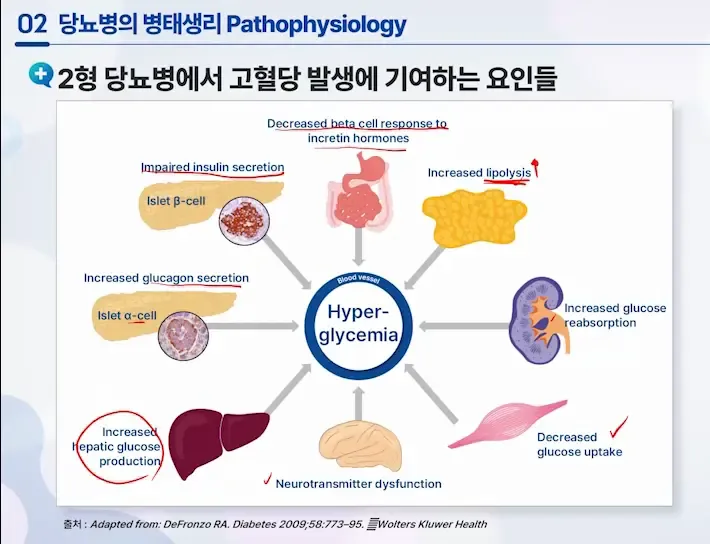 02 당뇨병의 병태생리 Pathophysiology
2형 당뇨병에서 고혈당 발생에 기여하는 요인들
Decreased beta cell response to
incretin hormones
Impaired insulin secretion
Islet β-cell
Increased lipolysis
Increased glucagon secretion
Islet α-cell
Blood vessel
Hyper-
glycemia
Increased glucose
reabsorption
Increased
hepatic glucose
production
Neurotransmitter dysfunction
Decreased
glucose uptake
출처 : Adapted from: DeFronzo RA. Diabetes 2009;58:773–95. Wolters Kluwer Health